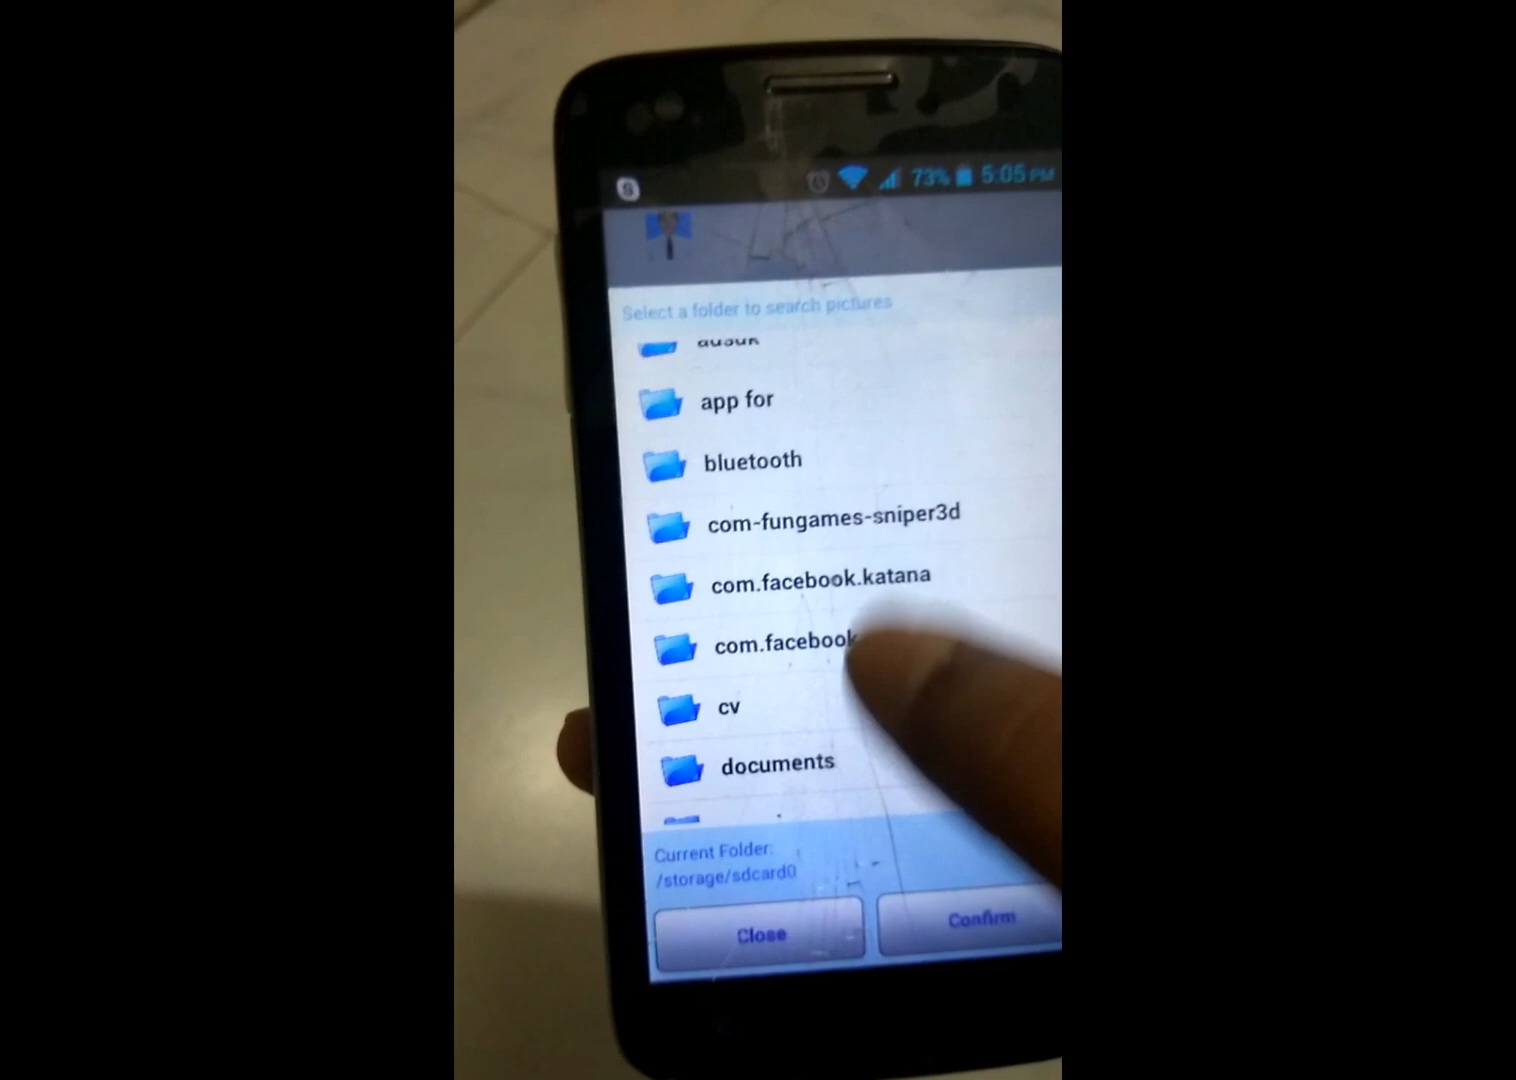 73% 5:05 PM
Select a folder to search pictures
app for
bluetooth
com-fungames-sniper3d
com.facebook.katana
com.facebook
cv
documents
Current Folder:
/storage/sdcard0
Close
Confirm